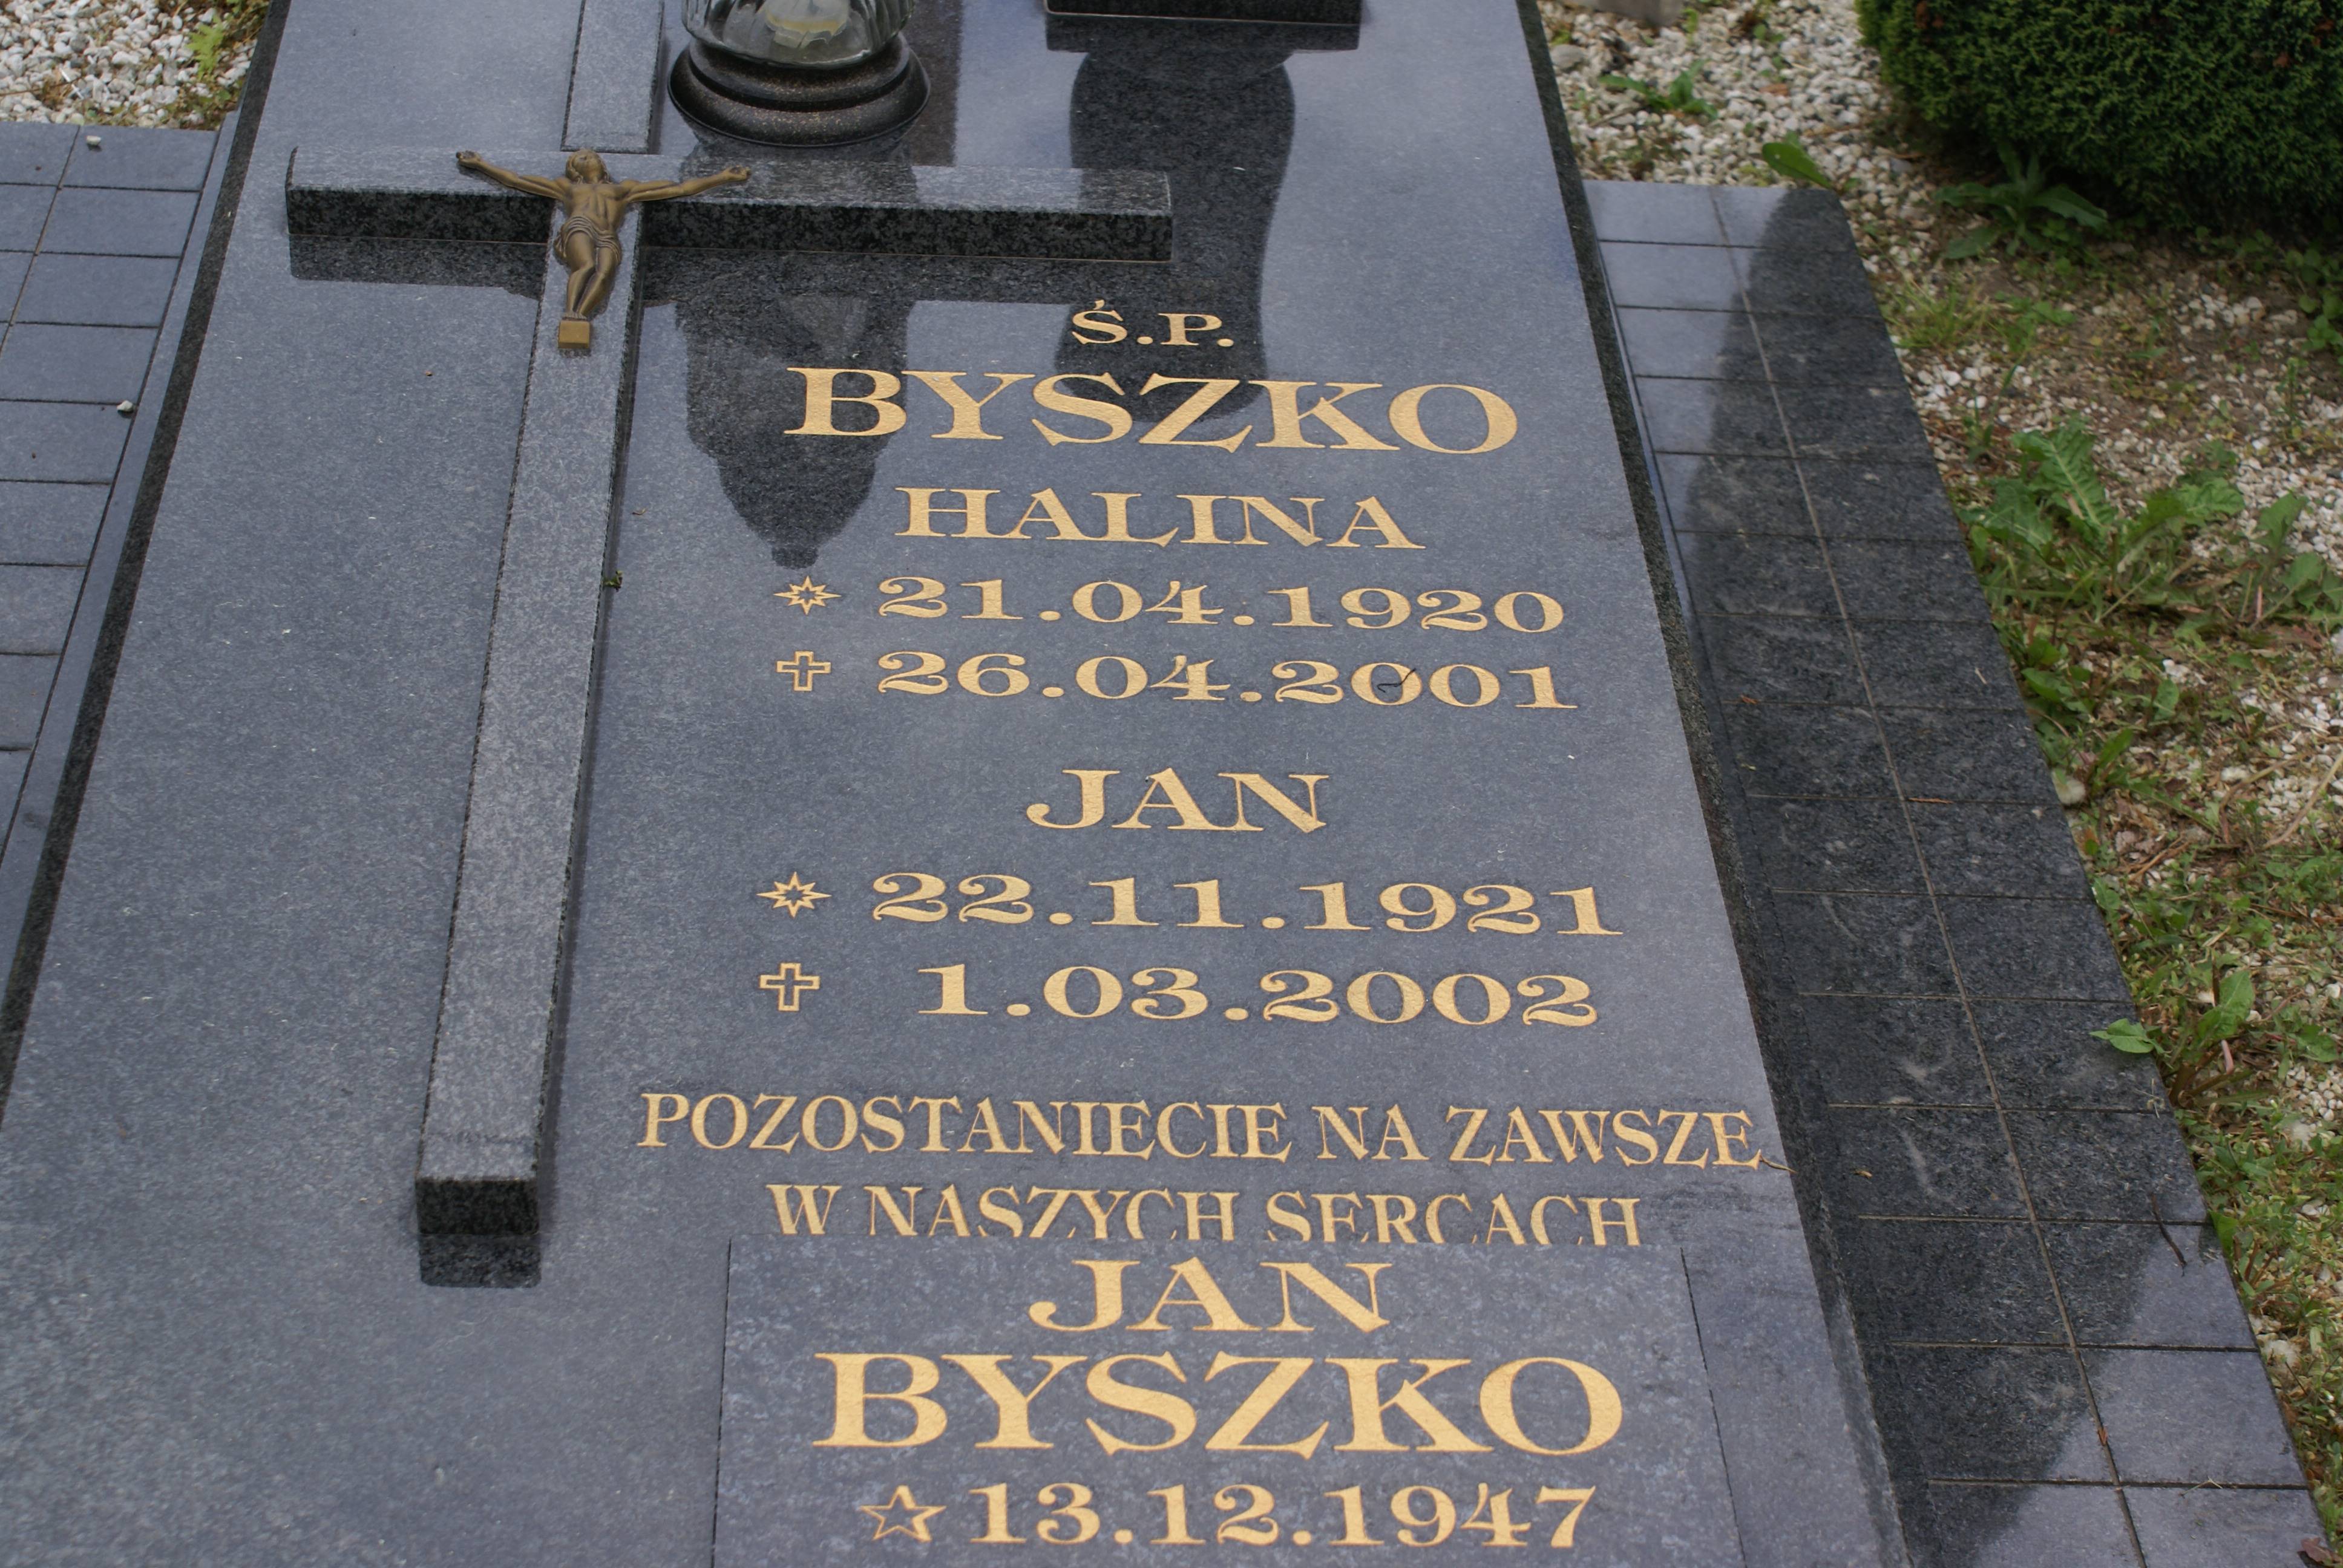 Ś.P.
BYSZKO
HALINA
21.04.1920
26.04.2001
JAN
22.11.1921
1.03.2002
POZOSTANIECIE NA ZAWSZE
W NASZYCH SERCACH
JAN
BYSZKO
13.12.1947